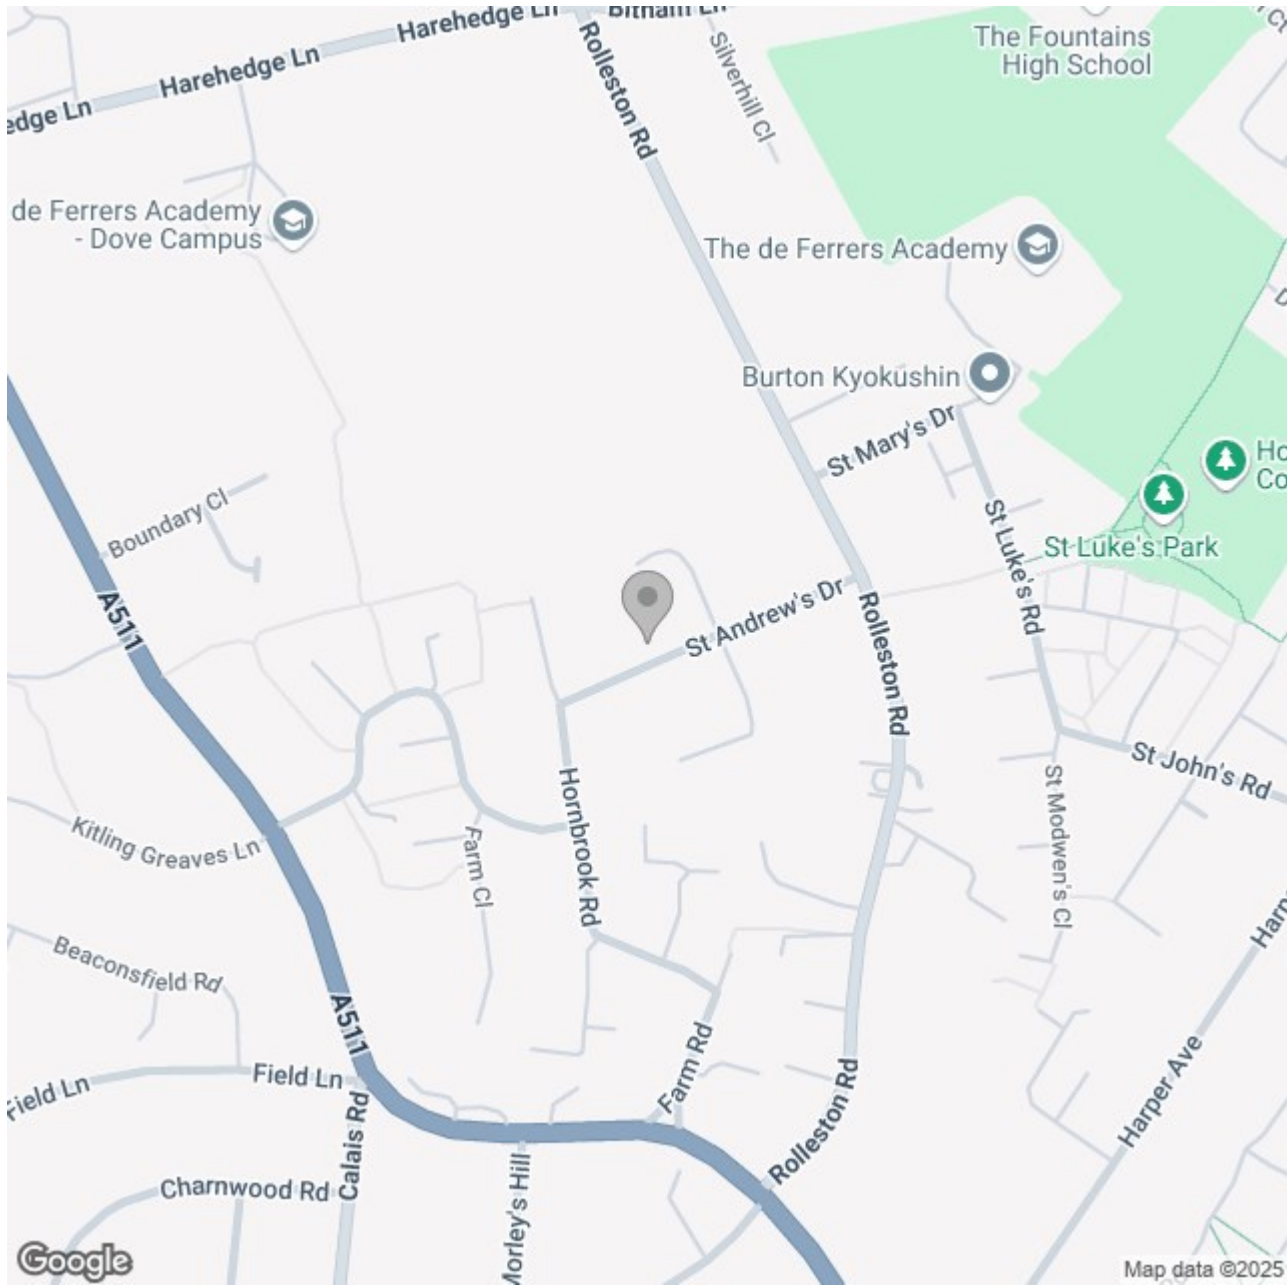 Harehedge Ln
Bitham Ln
Harehedge Ln
edge Ln
Rolleston Rd
Silverhill Cl
The Fountains
High School
de Ferrers Academy
- Dove Campus
The de Ferrers Academy
Burton Kyokushin
St Mary's Dr
Ho
Co
St Luke's Park
St Luke's Rd
Boundary Cl
A511
St Andrew's Dr
Rolleston Rd
St John's Rd
St Modwen's Cl
Hornbrook Rd
Kitling Greaves Ln
Farm Cl
Beaconsfield Rd
A511
Harp
Field Ln
Field Ln
Calais Rd
Farm Rd
Rolleston Rd
Harper Ave
Charnwood Rd
Morley's Hill
Google
Map data ©2025